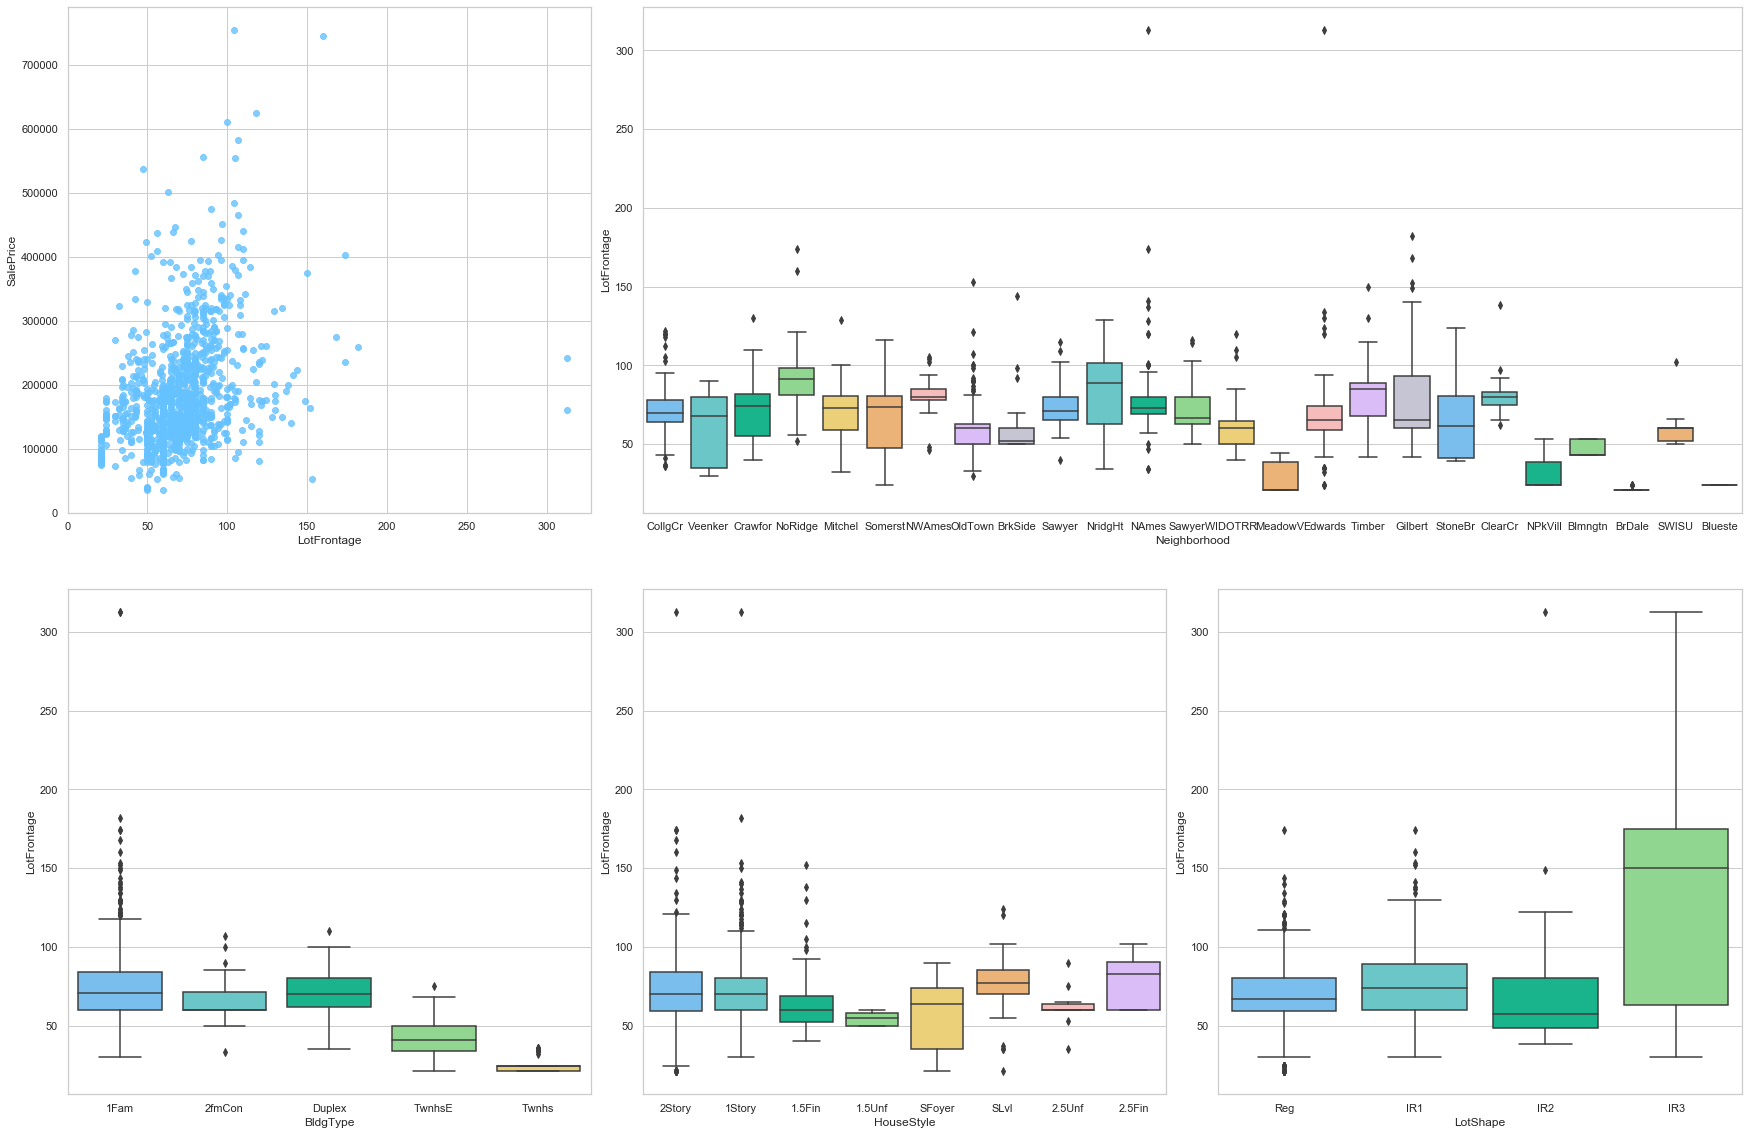 700000
600000
500000
400000
300000
200000
100000
0
SalePrice
0 50 100 150 200 250 300
LotFrontage
300
250
200
150
100
50
LotFrontage
CollgCr Veenker Crawfor NoRidge Mitchel Somerst NWAmes OldTown BrkSide Sawyer NridgHt NAmes SawyerW IDOTRR MeadowV Edwards Timber Gilbert StoneBr ClearCr NPkVill Blmngtn BrDale SWISU Blueste
Neighborhood
300
250
200
150
100
50
LotFrontage
1Fam 2fmCon Duplex TwnhsE Twnhs
BldgType
300
250
200
150
100
50
LotFrontage
2Story 1Story 1.5Fin 1.5Unf SFoyer SLvl 2.5Unf 2.5Fin
HouseStyle
300
250
200
150
100
50
LotFrontage
Reg IR1 IR2 IR3
LotShape